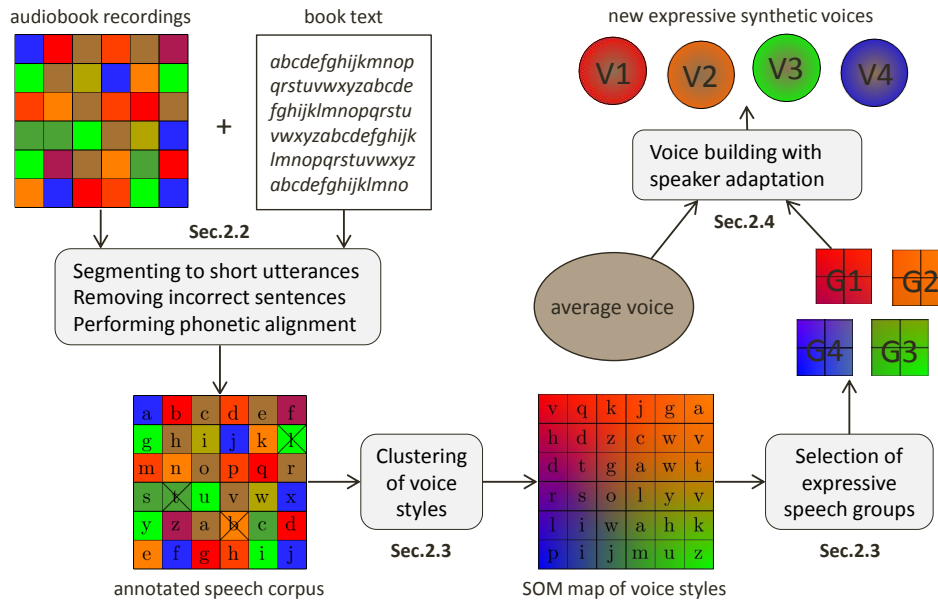 audiobook recordings
book text
new expressive synthetic voices
abcdefghijkmnop
qrstuvwxyzabcde
fghijklmnopqrstu
vwxyzabcdefghijk
lmnopqrstuvwxyz
abcdefghijklmno
+
V1 V2 V3 V4
Voice building with
speaker adaptation
Sec.2.2
Sec.2.4
Segmenting to short utterances
Removing incorrect sentences
Performing phonetic alignment
average voice
G1 G2
G4 G3
a b c d e f
g h i j k l
m n o p q r
s t u v w x
y z a b c d
e f g h i j
annotated speech corpus
Clustering
of voice
styles
Sec.2.3
v q k j g a
h d z c w v
d t g a w t
r s o l y v
l i w a h k
p i j m u z
SOM map of voice styles
Selection of
expressive
speech groups
Sec.2.3